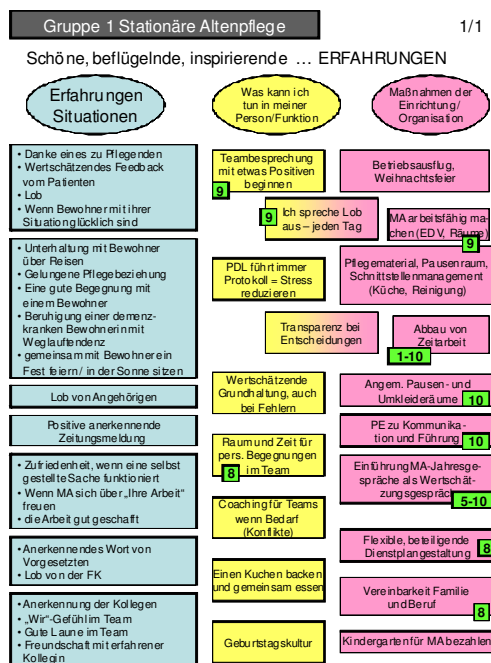 Gruppe 1 Stationäre Altenpflege
1/1
Schöne, beflügelnde, inspirierende … ERFAHRUNGEN
Erfahrungen
Situationen
Was kann ich
tun in meiner
Person/Funktion
Maßnahmen der
Einrichtung/
Organisation
• Danke eines zu Pflegenden
• Wertschätzendes Feedback
vom Patienten
• Lob
• Wenn Bewohner mit ihrer
Situation glücklich sind
• Unterhaltung mit Bewohner
über Reisen
• Gelungene Pflegebeziehung
• Eine gute Begegnung mit
einem Bewohner
• Beruhigung einer demenz-
kranken Bewohnerin mit
Weglauftendenz
• gemeinsam mit Bewohner ein
Fest feiern/ in der Sonne sitzen
Lob von Angehörigen
Positive anerkennende
Zeitungsmeldung
• Zufriedenheit, wenn eine selbst
gestellte Sache funktioniert
• Wenn MA sich über „Ihre Arbeit"
freuen
• die Arbeit gut geschafft
• Anerkennendes Wort von
Vorgesetzten
• Lob von der FK
• Anerkennung der Kollegen
• „Wir"-Gefühl im Team
• Gute Laune im Team
• Freundschaft mit erfahrener
Kollegin
Teambesprechung
mit etwas Positiven
beginnen
9
Ich spreche Lob
aus – jeden Tag
9
PDL führt immer
Protokoll = Stress
reduzieren
Transparenz bei
Entscheidungen
Wertschätzende
Grundhaltung, auch
bei Fehlern
Raum und Zeit für
pers. Begegnungen
im Team
8
Coaching für Teams
wenn Bedarf
(Konflikte)
Einen Kuchen backen
und gemeinsam essen
Geburtstagskultur
Betriebsausflug,
Weihnachtsfeier
MA arbeitsfähig ma-
chen (EDV, Räume)
9
Pflegematerial, Pausenraum,
Schnittstellenmanagement
(Küche, Reinigung)
Abbau von
Zeitarbeit
1-10
Angem. Pausen- und
Umkleideräume
10
PE zu Kommunika-
tion und Führung
10
Einführung MA-Jahresge-
spräche als Wertschät-
zungsgespräch
5-10
Flexible, beteiligende
Dienstplangestaltung
8
Vereinbarkeit Familie
und Beruf
8
Kindergarten für MA bezahlen